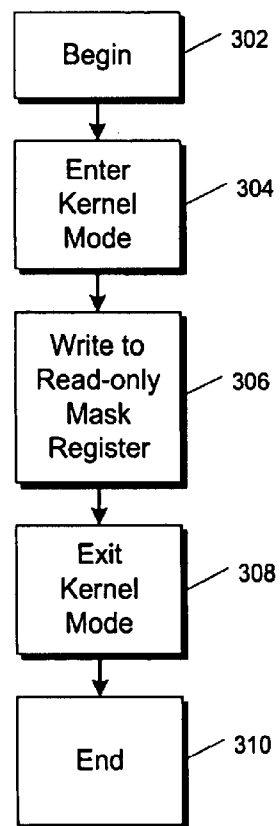 Begin
302
Enter
Kernel
Mode
304
Write to
Read-only
Mask
Register
306
Exit
Kernel
Mode
308
End
310